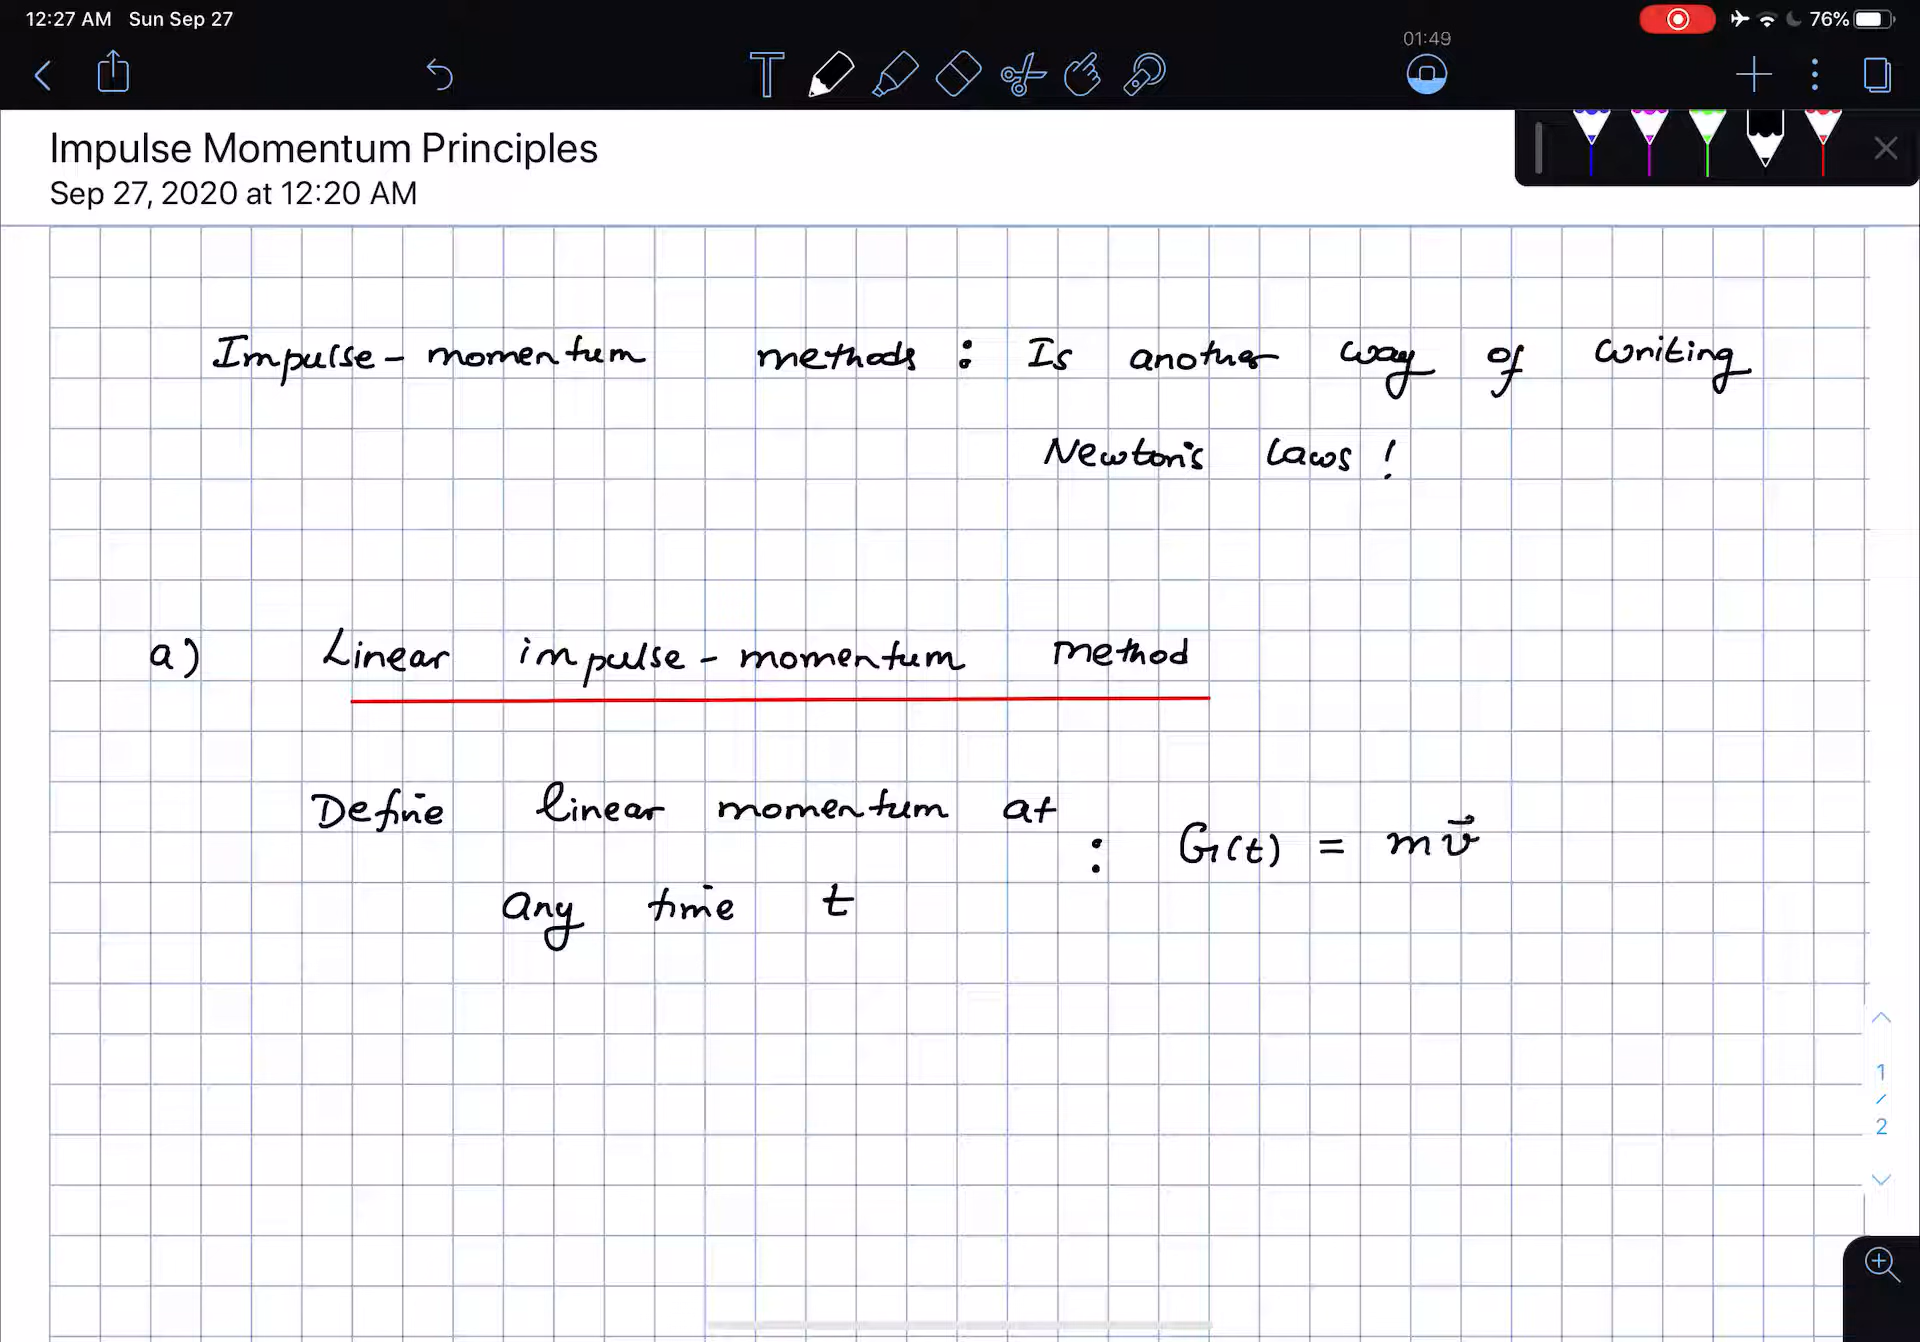 12:27 AM Sun Sep 27
76%
01:49
Impulse Momentum Principles
Sep 27, 2020 at 12:20 AM
Impulse-momentum methods : Is another way of writing
Newton's Laws !
a) Linear impulse-momentum method
Define linear momentum at
any time t : G(t) = m v⃗
1
/
2